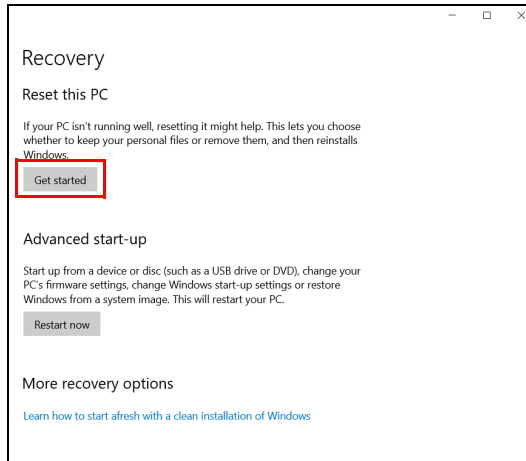 Recovery
Reset this PC
If your PC isn't running well, resetting it might help. This lets you choose
whether to keep your personal files or remove them, and then reinstalls
Windows.
Get started
Advanced start-up
Start up from a device or disc (such as a USB drive or DVD), change your
PC's firmware settings, change Windows start-up settings or restore
Windows from a system image. This will restart your PC.
Restart now
More recovery options
Learn how to start afresh with a clean installation of Windows